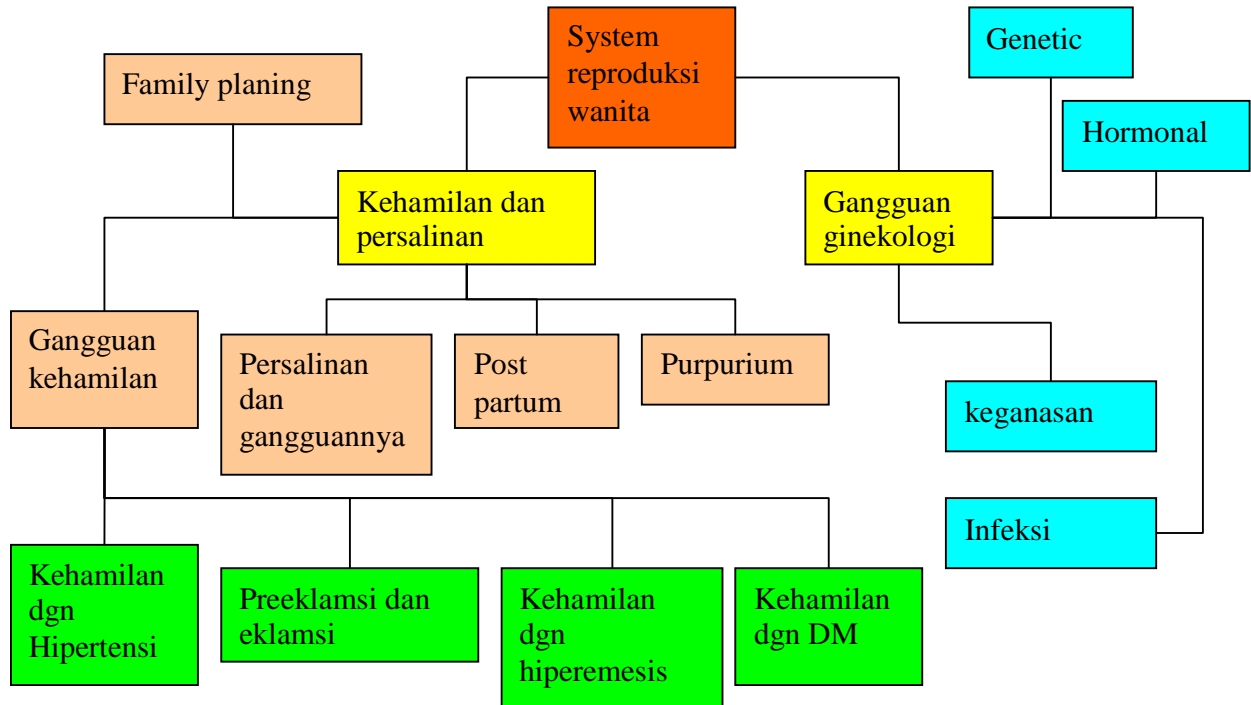 System
reproduksi
wanita
Genetic
Family planing
Hormonal
Kehamilan dan
persalinan
Gangguan
ginekologi
Gangguan
kehamilan
Persalinan
dan
gangguannya
Post
partum
Purpurium
keganasan
Infeksi
Kehamilan
dgn
Hipertensi
Preeklamsi dan
eklamsi
Kehamilan
dgn
hiperemesis
Kehamilan
dgn DM